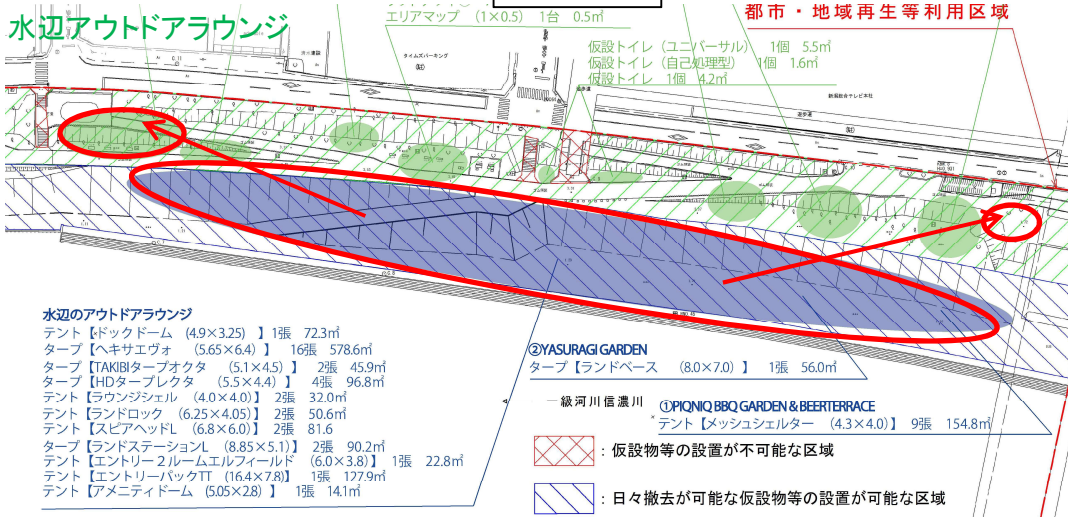 水辺アウトドアラウンジ
エリアマップ （1×0.5） 1台 0.5㎡
都市・地域再生等利用区域
仮設トイレ（ユニバーサル） 1個 5.5㎡
仮設トイレ（自己処理型） 1個 1.6㎡
仮設トイレ 1個 4.2㎡
タイムズパーキング
新潟総合テレビ本社
水辺のアウトドアラウンジ
テント【ドックドーム （4.9×3.25） 】1張 72.3㎡
タープ【ヘキサエヴォ （5.65×6.4） 】 16張 578.6㎡
タープ【TAKIBIタープオクタ （5.1×4.5） 】 2張 45.9㎡
タープ【HDタープレクタ （5.5×4.4） 】 4張 96.8㎡
テント【ラウンジシェル （4.0×4.0）】 2張 32.0㎡
テント【ランドロック （6.25×4.05）】 2張 50.6㎡
テント【スピアヘッドL （6.8×6.0）】 2張 81.6
タープ【ランドステーションL （8.85×5.1）】 2張 90.2㎡
テント【エントリー２ルームエルフィールド （6.0×3.8）】 1張 22.8㎡
テント【エントリーパックTT （16.4×7.8)】 1張 127.9㎡
テント【アメニティドーム （5.05×2.8） 】 1張 14.1㎡
②YASURAGI GARDEN
タープ【ランドベース （8.0×7.0） 】 1張 56.0㎡
一級河川信濃川
①PIQNIQ BBQ GARDEN & BEERTERRACE
テント【メッシュシェルター （4.3×4.0）】 9張 154.8㎡
：仮設物等の設置が不可能な区域
：日々撤去が可能な仮設物等の設置が可能な区域